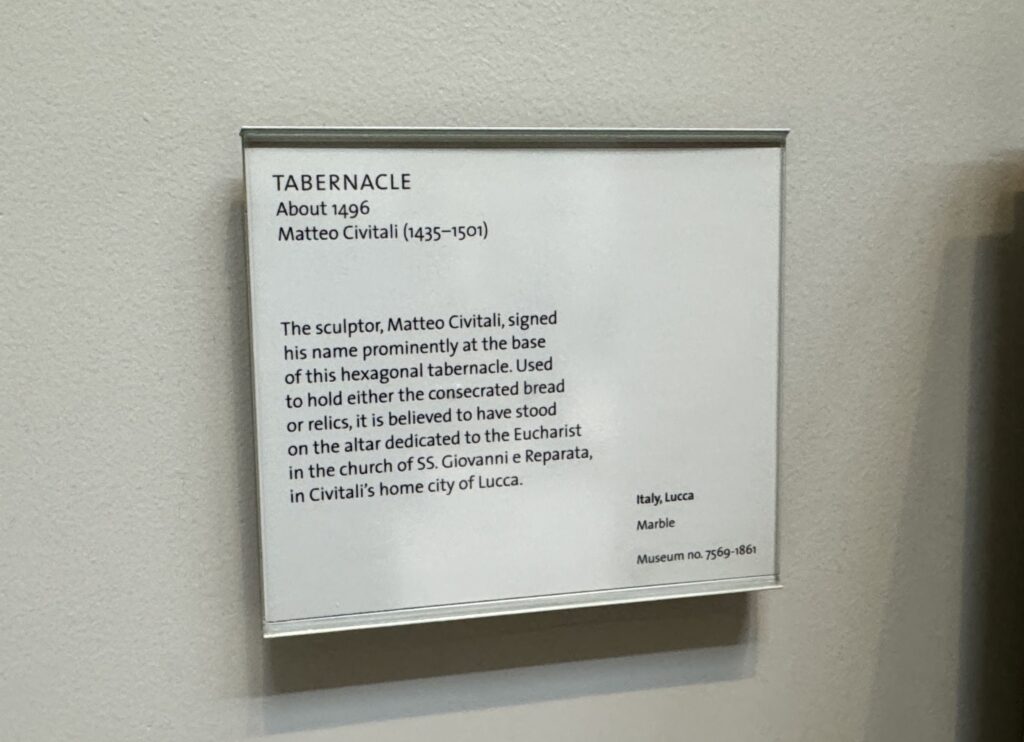 TABERNACLE
About 1496
Matteo Civitali (1435–1501)
The sculptor, Matteo Civitali, signed
his name prominently at the base
of this hexagonal tabernacle. Used
to hold either the consecrated bread
or relics, it is believed to have stood
on the altar dedicated to the Eucharist
in the church of SS. Giovanni e Reparata,
in Civitali’s home city of Lucca.
Italy, Lucca
Marble
Museum no. 7569-1861